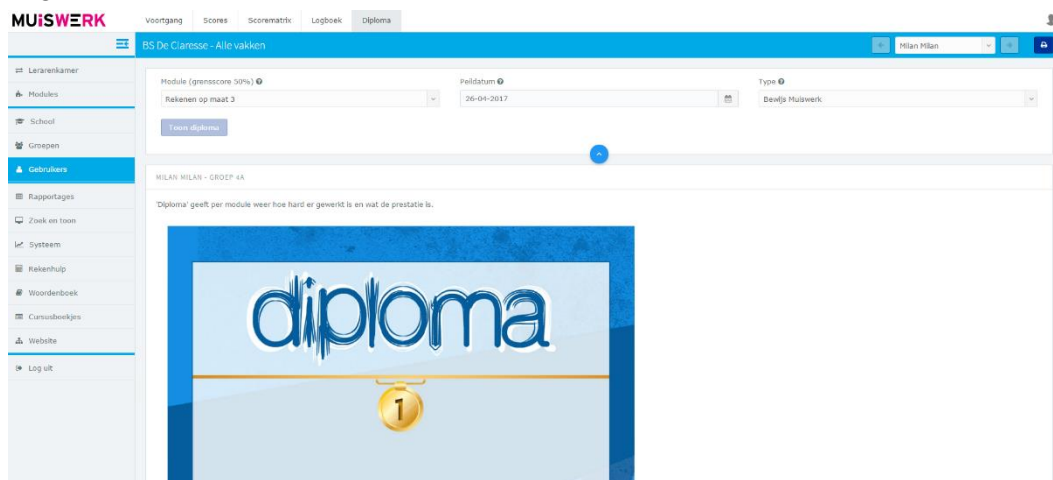 MUiSWERK
Voortgang Scores Scorematrix Logboek Diploma
BS De Claresse - Alle vakken
Milan Milan
Lerarenkamer
Modules
School
Groepen
Gebruikers
Rapportages
Zoek en toon
Systeem
Rekenhulp
Woordenboek
Cursusboekjes
Website
Log uit
Module (grensscore 50%) Peildatum Type
Rekenen op maat 3 26-04-2017 Bewijs Muiswerk
Toon diploma
MILAN MILAN - GROEP 4A
'Diploma' geeft per module weer hoe hard er gewerkt is en wat de prestatie is.
diploma
1